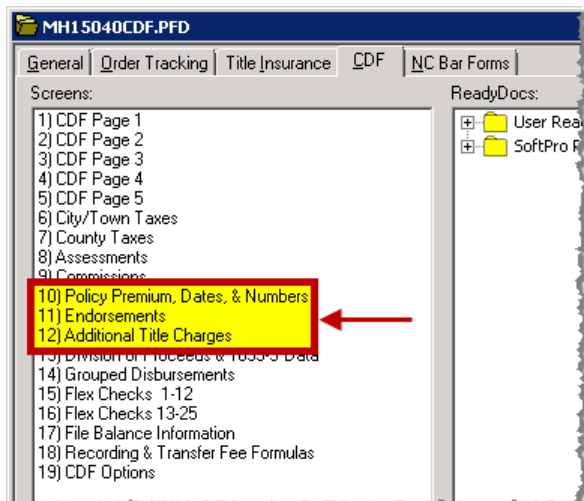 MH15040CDF.PFD
General Order Tracking Title Insurance CDF NC Bar Forms
Screens:
ReadyDocs:
1) CDF Page 1
2) CDF Page 2
3) CDF Page 3
4) CDF Page 4
5) CDF Page 5
6) City/Town Taxes
7) County Taxes
8) Assessments
9) Commissions
10) Policy Premium, Dates, & Numbers
11) Endorsements
12) Additional Title Charges
13) Division of Proceeds & 1099-S Data
14) Grouped Disbursements
15) Flex Checks 1-12
16) Flex Checks 13-25
17) File Balance Information
18) Recording & Transfer Fee Formulas
19) CDF Options
User Rea
SoftPro